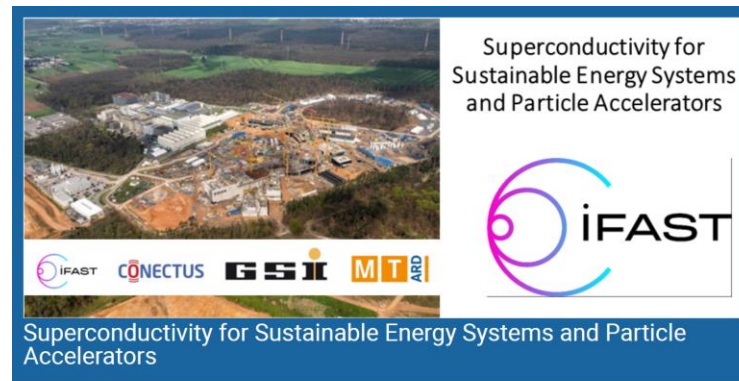 Superconductivity for
Sustainable Energy Systems
and Particle Accelerators
iFAST
iFAST CONECTUS GSI MT ARD
Superconductivity for Sustainable Energy Systems and Particle
Accelerators